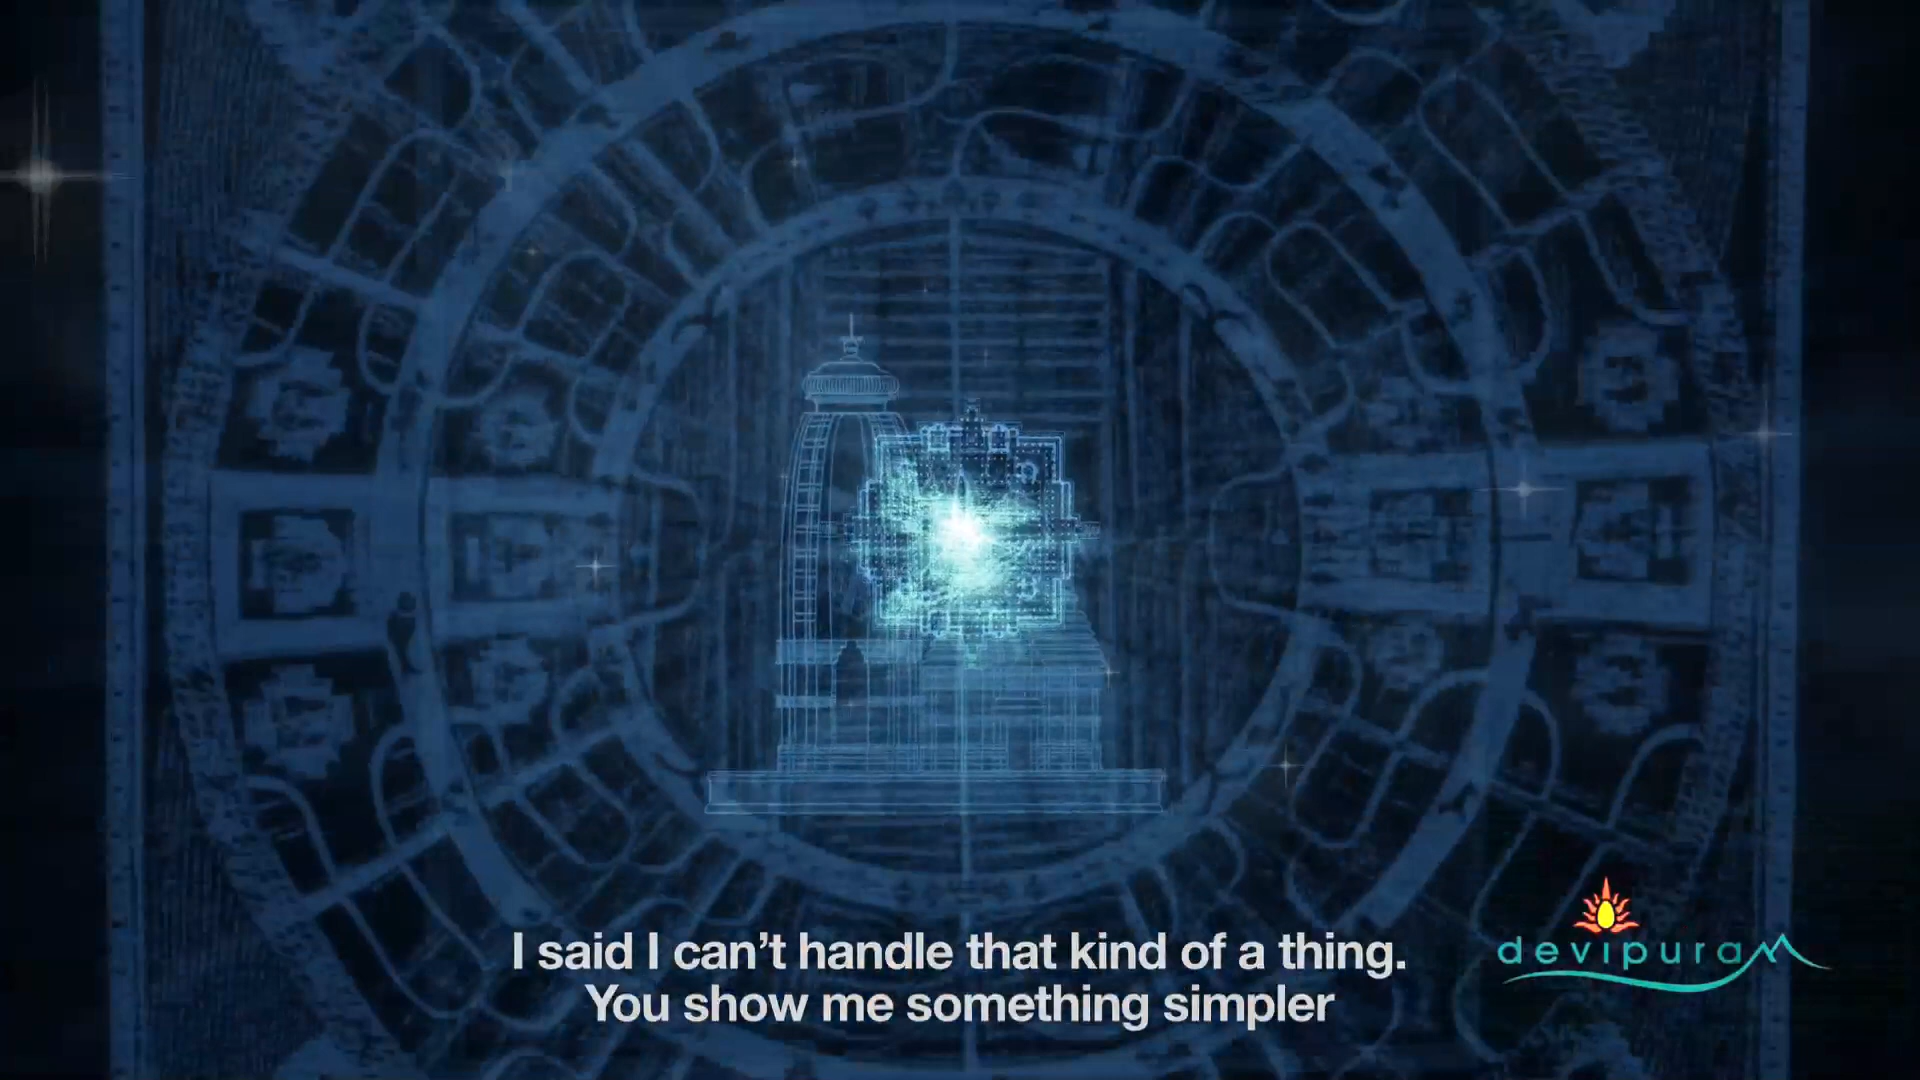 I said I can’t handle that kind of a thing.
You show me something simpler
devipuram